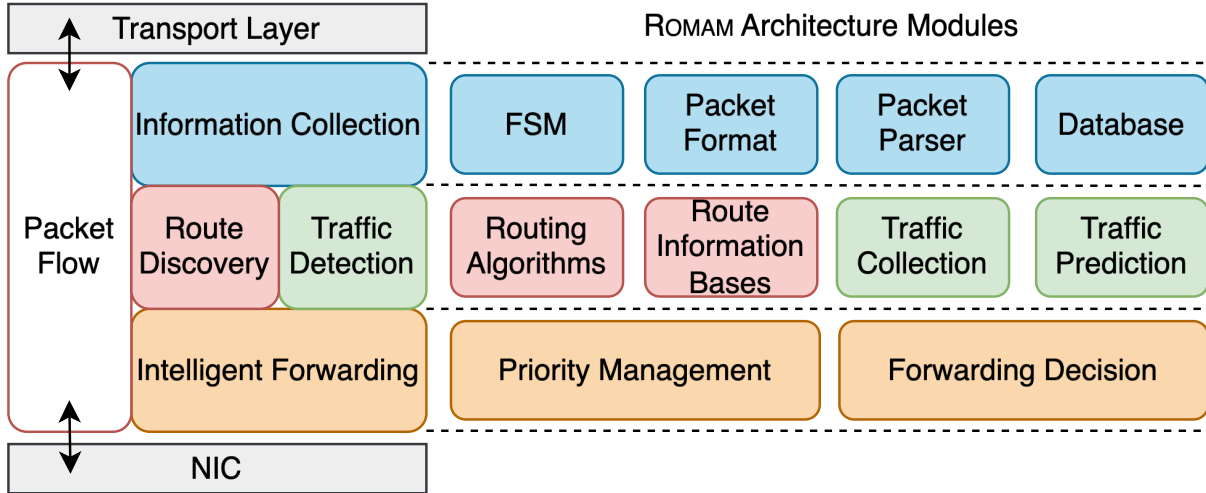 Transport Layer
ROMAM Architecture Modules
Information Collection
FSM
Packet
Format
Packet
Parser
Database
Packet
Flow
Route
Discovery
Traffic
Detection
Routing
Algorithms
Route
Information
Bases
Traffic
Collection
Traffic
Prediction
Intelligent Forwarding
Priority Management
Forwarding Decision
NIC